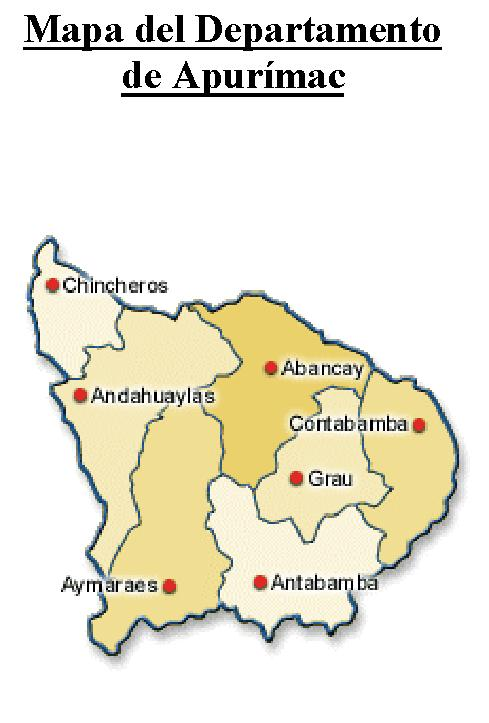 Mapa del Departamento
de Apurímac
Chincheros
Abancay
Andahuaylas
Contabamba
Grau
Aymaraes
Antabamba